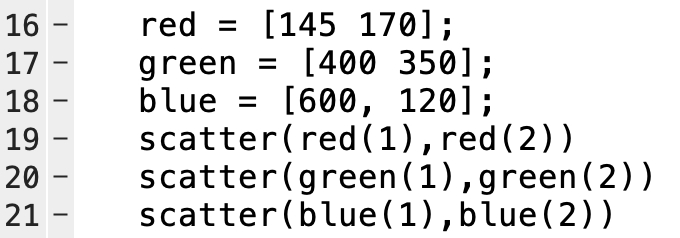 16 – red = [145 170];
17 – green = [400 350];
18 – blue = [600, 120];
19 – scatter(red(1),red(2))
20 – scatter(green(1),green(2))
21 – scatter(blue(1),blue(2))